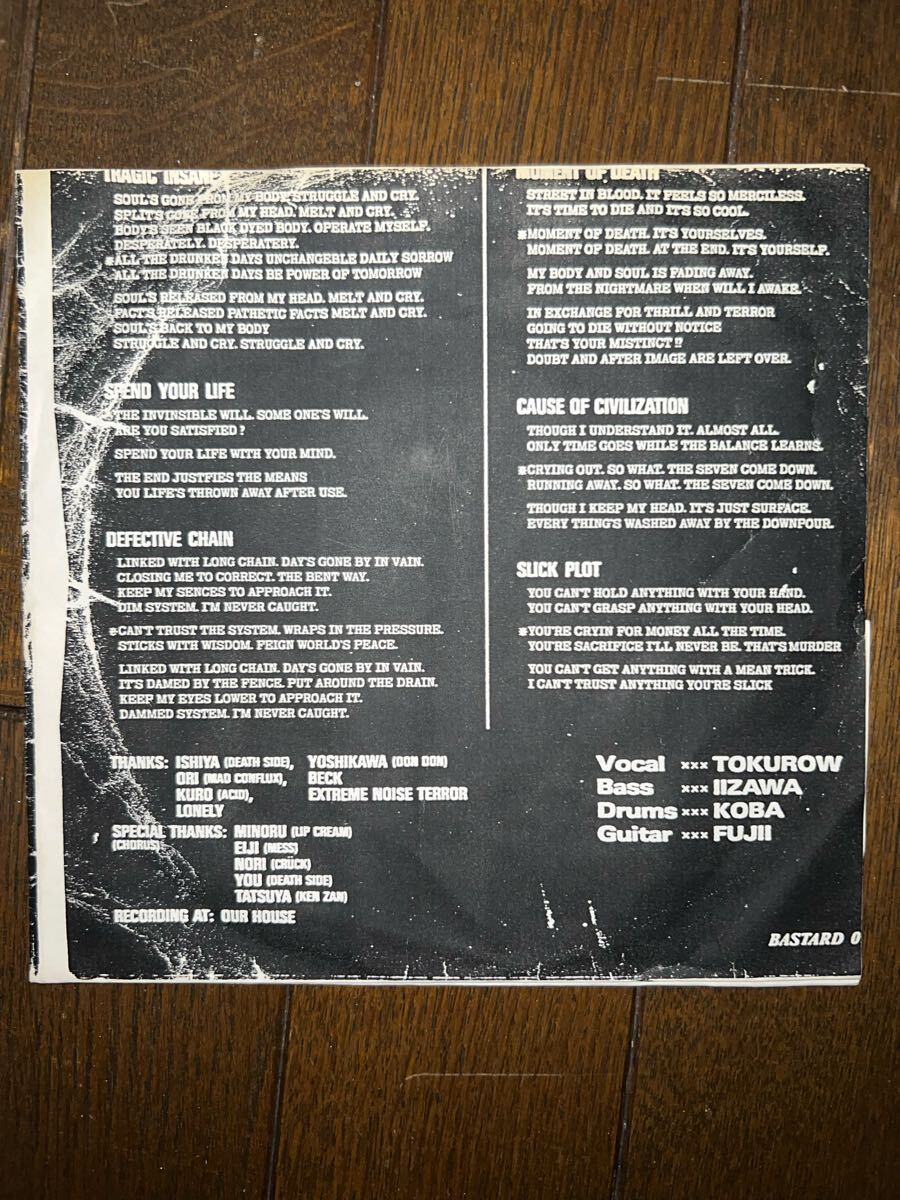 TRAGIC INSANE
SOUL'S GONE FROM MY BODY. STRUGGLE AND CRY.
SPLIT'S GONE FROM MY HEAD. MELT AND CRY.
BODY'S SEEN BLACK DYED BODY. OPERATE MYSELF.
DESPERATELY. DESPERATERY.
※ALL THE DRUNKEN DAYS UNCHANGEBLE DAILY SORROW
ALL THE DRUNKEN DAYS BE POWER OF TOMORROW
SOUL'S RELEASED FROM MY HEAD. MELT AND CRY.
FACT'S RELEASED PATHETIC FACTS MELT AND CRY.
SOUL'S BACK TO MY BODY
STRUGGLE AND CRY. STRUGGLE AND CRY.
SPEND YOUR LIFE
THE INVINSIBLE WILL. SOME ONE'S WILL.
ARE YOU SATISFIED?
SPEND YOUR LIFE WITH YOUR MIND.
THE END JUSTFIES THE MEANS
YOU LIFE'S THROWN AWAY AFTER USE.
DEFECTIVE CHAIN
LINKED WITH LONG CHAIN. DAY'S GONE BY IN VAIN.
CLOSING ME TO CORRECT. THE BENT WAY.
KEEP MY SENCES TO APPROACH IT.
DIM SYSTEM. I'M NEVER CAUGHT.
※CAN'T TRUST THE SYSTEM. WRAPS IN THE PRESSURE.
STICKS WITH WISDOM. FEIGN WORLD'S PEACE.
LINKED WITH LONG CHAIN. DAY'S GONE BY IN VAIN.
IT'S DAMED BY THE FENCE. PUT AROUND THE DRAIN.
KEEP MY EYES LOWER TO APPROACH IT.
DAMMED SYSTEM. I'M NEVER CAUGHT.
MOMENT OF DEATH
STREET IN BLOOD. IT FEELS SO MERCILESS.
IT'S TIME TO DIE AND IT'S SO COOL.
※MOMENT OF DEATH. IT'S YOURSELVES.
MOMENT OF DEATH. AT THE END. IT'S YOURSELF.
MY BODY AND SOUL IS FADING AWAY.
FROM THE NIGHTMARE WHEN WILL I AWAKE.
IN EXCHANGE FOR THRILL AND TERROR
GOING TO DIE WITHOUT NOTICE
THAT'S YOUR MISTINCT!!
DOUBT AND AFTER IMAGE ARE LEFT OVER.
CAUSE OF CIVILIZATION
THOUGH I UNDERSTAND IT. ALMOST ALL.
ONLY TIME GOES WHILE THE BALANCE LEARNS.
※CRYING OUT. SO WHAT. THE SEVEN COME DOWN.
RUNNING AWAY. SO WHAT. THE SEVEN COME DOWN.
THOUGH I KEEP MY HEAD. IT'S JUST SURFACE.
EVERY THING'S WASHED AWAY BY THE DOWNFOUR.
SLICK PLOT
YOU CAN'T HOLD ANYTHING WITH YOUR HAND.
YOU CAN'T GRASP ANYTHING WITH YOUR HEAD.
※YOU'RE CRYIN FOR MONEY ALL THE TIME.
YOU'RE SACRIFICE I'LL NEVER BE. THAT'S MURDER
YOU CAN'T GET ANYTHING WITH A MEAN TRICK.
I CAN'T TRUST ANYTHING YOU'RE SLICK
THANKS: ISHIYA (DEATH SIDE), YOSHIKAWA (DON DON)
ORI (MAD CONFLUX), BECK
KURO (ACID), EXTREME NOISE TERROR
LONELY
SPECIAL THANKS: MINORU (LIP CREAM)
(CHORUS) EIJI (MESS)
NORI (CRÜCK)
YOU (DEATH SIDE)
TATSUYA (KEN ZAN)
RECORDING AT: OUR HOUSE
Vocal ××× TOKUROW
Bass ××× IIZAWA
Drums ××× KOBA
Guitar ××× FUJII
BASTARD 0